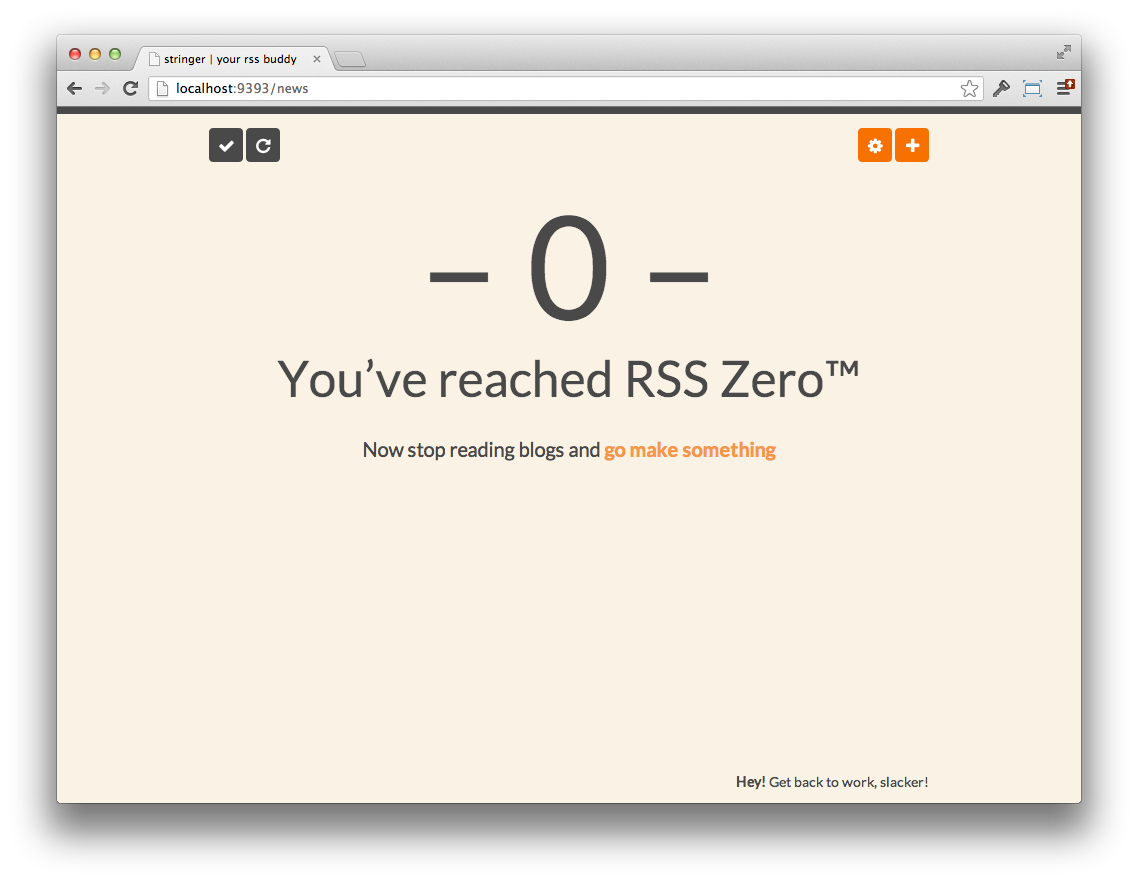 stringer | your rss buddy
localhost:9393/news
– 0 –
You’ve reached RSS Zero™
Now stop reading blogs and go make something
Hey! Get back to work, slacker!